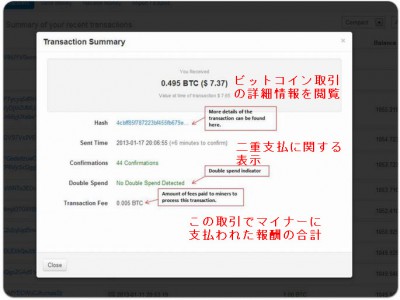 Summary of your recent transactions
Transaction Summary
×
You Received
0.495 BTC ($ 7.37)
Value at time of transaction $ 7.65
ビットコイン取引
の詳細情報を閲覧
More details of the
transaction can be found
here.
Hash
Sent Time
2013-01-17 20:06:55 (≈5 minutes to confirm)
二重支払に関する
表示
Confirmations
44 Confirmations
Double spend indicator
Double Spend
No Double Spend Detected
Amount of fees paid to miners to
process this transaction.
Transaction Fee
0.005 BTC
この取引でマイナーに
支払われた報酬の合計
Close